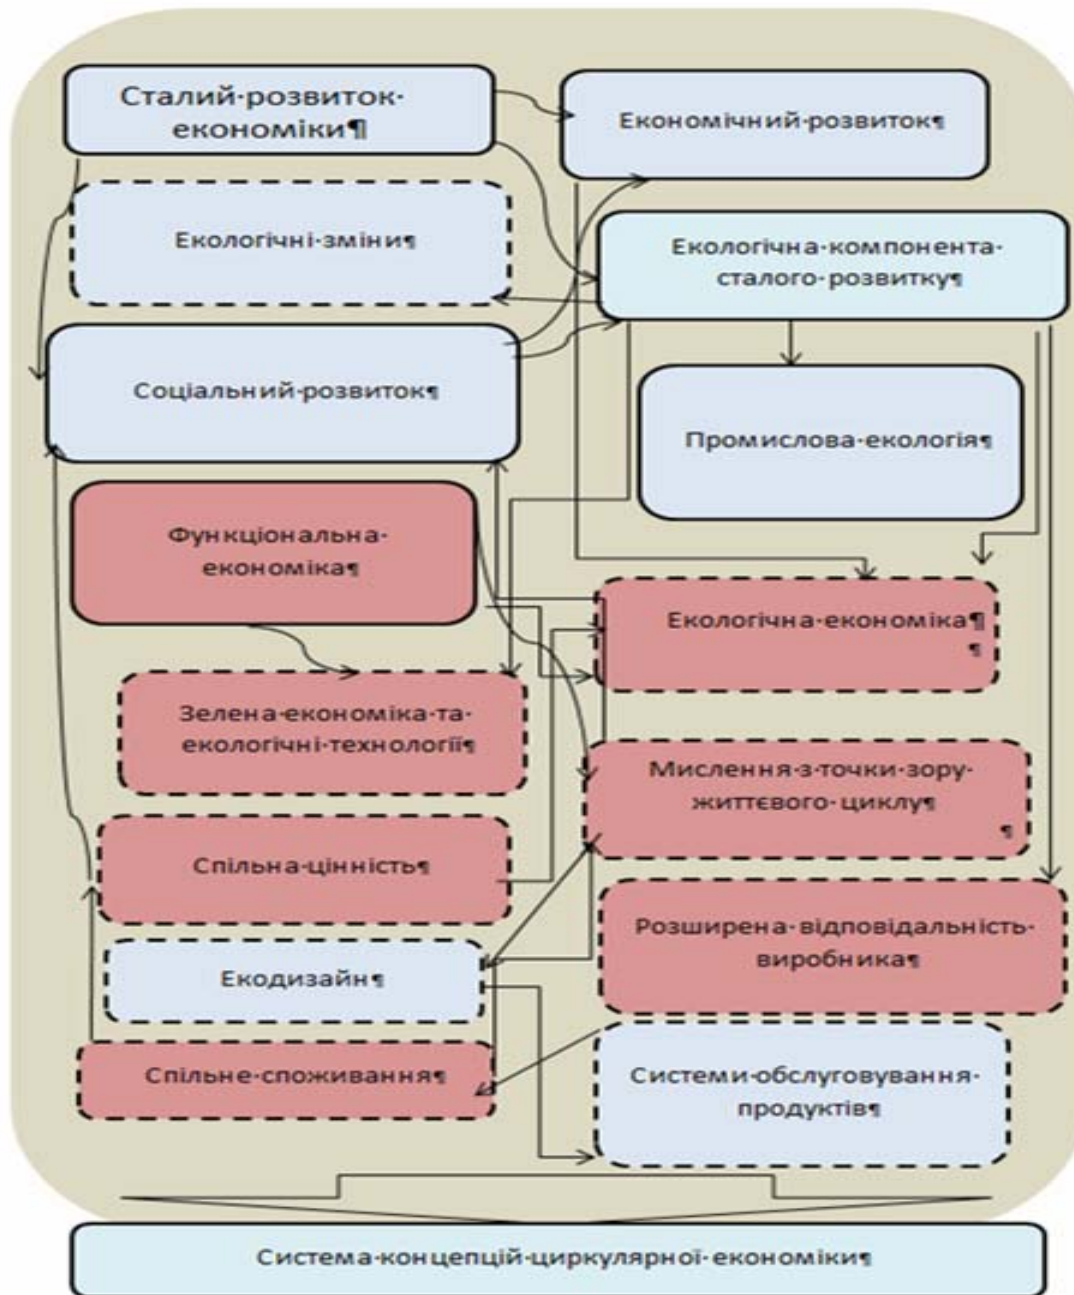 Сталий·розвиток·
економіки¶
Економічний·розвиток¶
Екологічні·зміни¶
Екологічна·компонента·
сталого·розвитку¶
Соціальний·розвиток¶
Промислова·екологія¶
Функціональна·
економіка¶
Екологічна·економіка¶
¶
Зелена·економіка·та·
екологічні·технології¶
Мислення·з·точки·зору·
життєвого·циклу¶
¶
Спільна·цінність¶
Розширена·відповідальність·
виробника¶
Екодизайн¶
Спільне·споживання¶
Системи·обслуговування·
продуктів¶
Система·концепцій·циркулярної·економіки¶